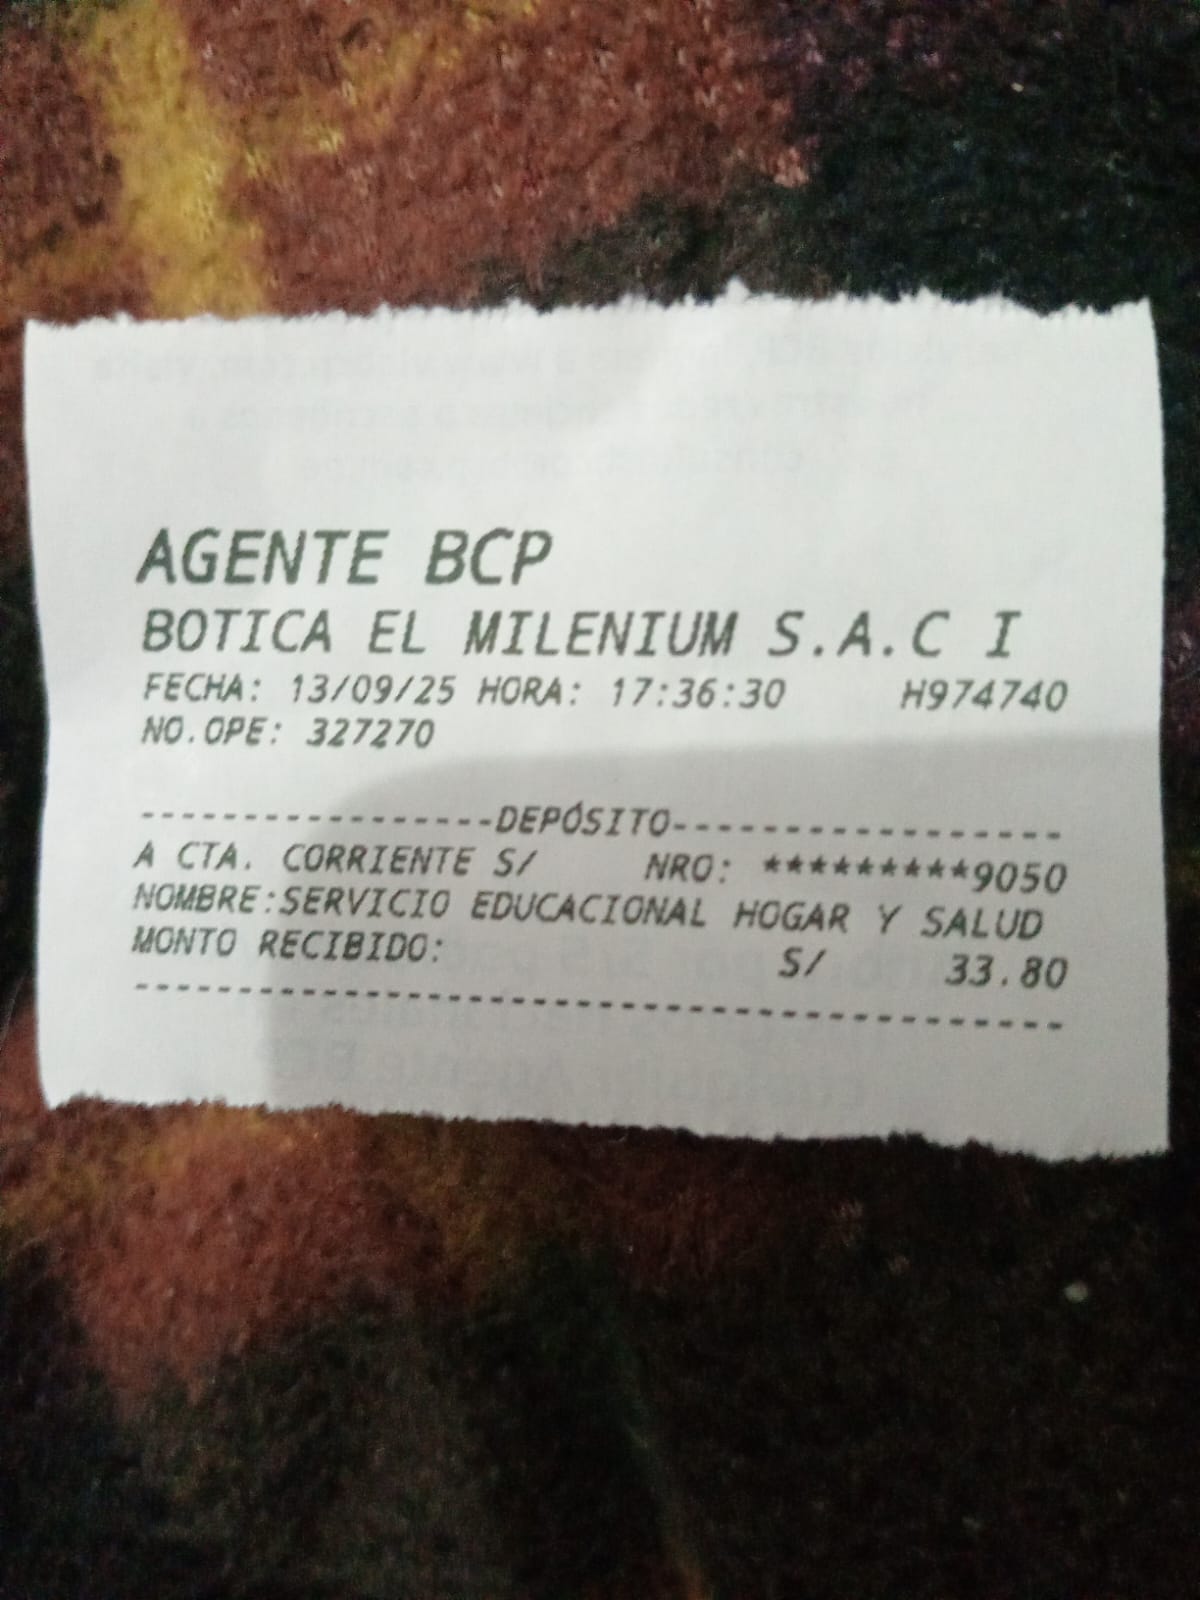 AGENTE BCP
BOTICA EL MILENIUM S.A.C I
FECHA: 13/09/25 HORA: 17:36:30 H974740
NO.OPE: 327270
-----------------DEPÓSITO-----------------
A CTA. CORRIENTE S/ NRO: *********9050
NOMBRE:SERVICIO EDUCACIONAL HOGAR Y SALUD
MONTO RECIBIDO: S/ 33.80
------------------------------------------